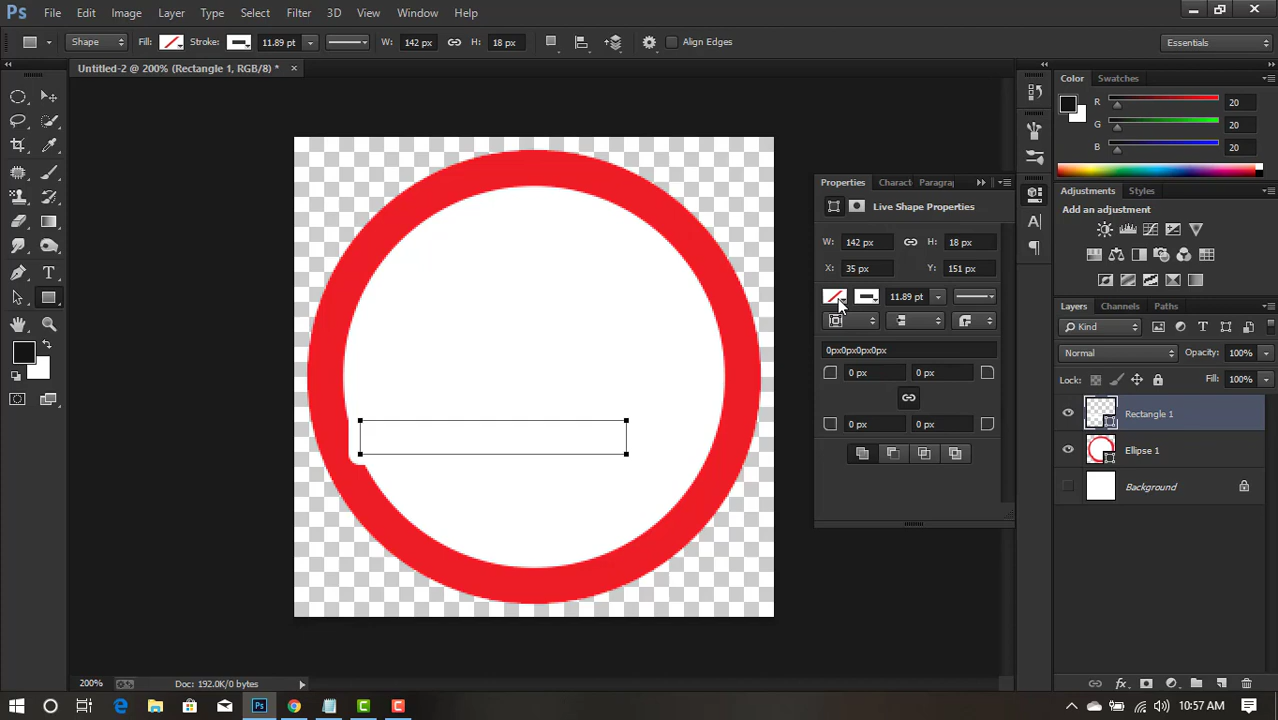 Ps File Edit Image Layer Type Select Filter 3D View Window Help
Shape Fill: Stroke: 11.89 pt W: 142 px H: 18 px Align Edges Essentials
Untitled-2 @ 200% (Rectangle 1, RGB/8) * ×
Color Swatches
R 20
G 20
B 20
Properties Charact Paragraj
Live Shape Properties
W: 142 px H: 18 px
X: 35 px Y: 151 px
11.89 pt
0px0px0px0px
0 px 0 px
0 px 0 px
Adjustments Styles
Add an adjustment
Layers Channels Paths
Kind
Normal Opacity: 100%
Lock: Fill: 100%
Rectangle 1
Ellipse 1
Background
200% Doc: 192.0K/0 bytes
10:57 AM